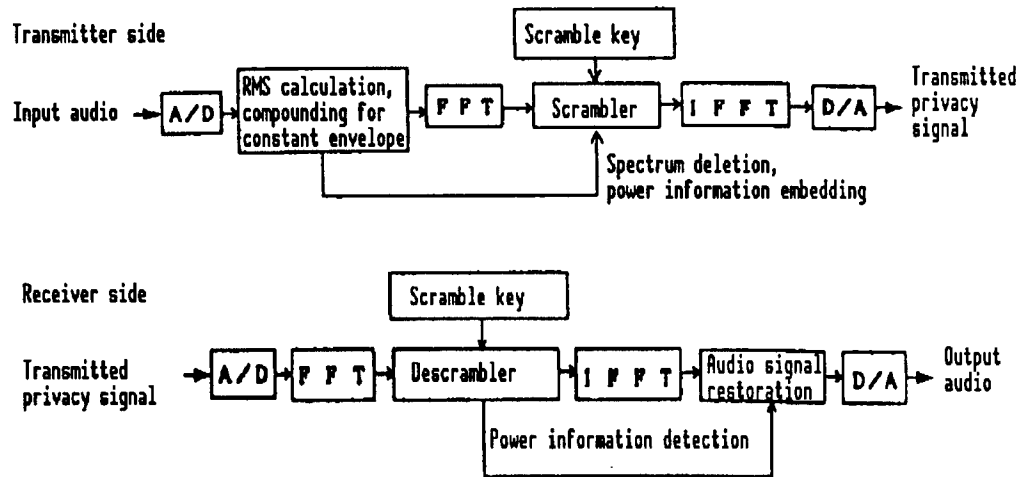 Transmitter side
Scramble key
Input audio
A/D
RMS calculation,
compounding for
constant envelope
F F T
Scrambler
I F F T
D/A
Transmitted
privacy
signal
Spectrum deletion,
power information embedding
Receiver side
Scramble key
Transmitted
privacy signal
A/D
F F T
Descrambler
I F F T
Audio signal
restoration
D/A
Output
audio
Power information detection